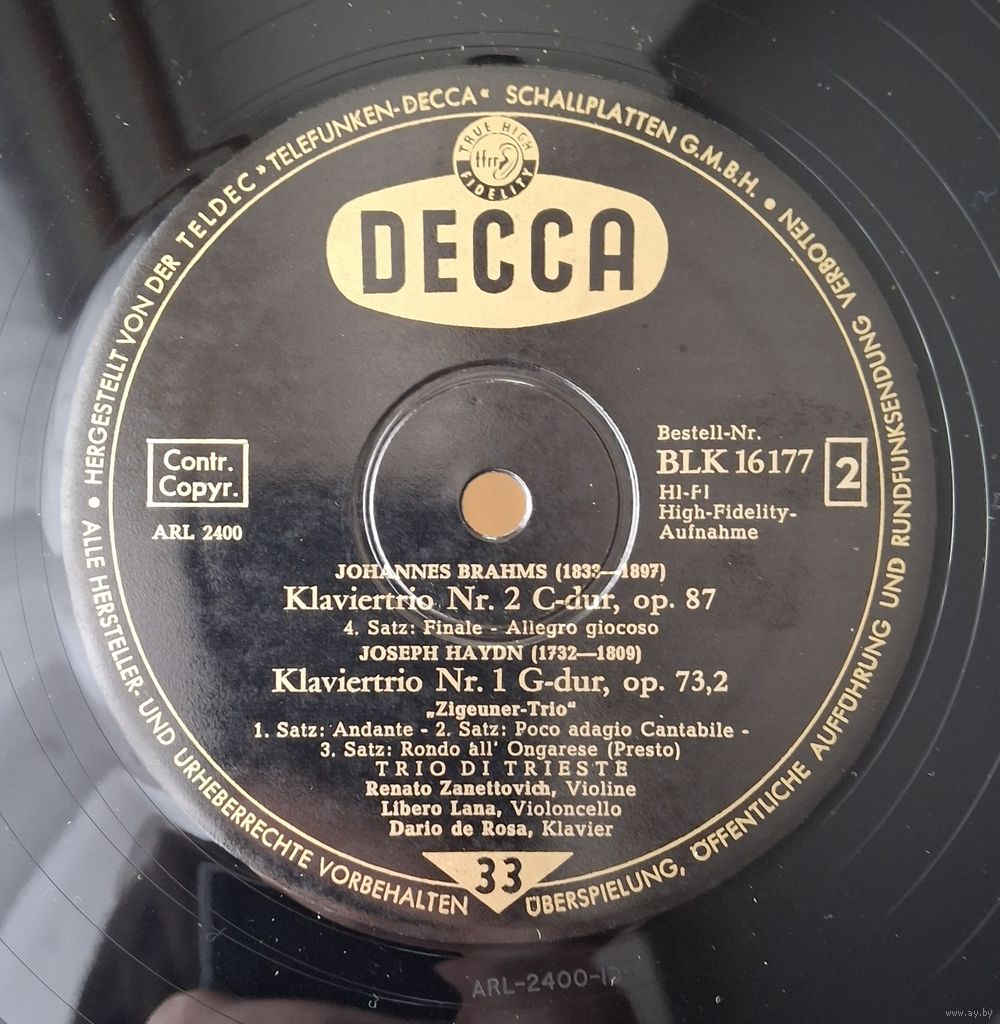 • HERGESTELLT VON DER TELDEC »TELEFUNKEN-DECCA« SCHALLPLATTEN G.M.B.H. •
TRUE HIGH
ffrr
FIDELITY
DECCA
Contr.
Copyr.
ARL 2400
Bestell-Nr.
BLK 16177
2
HI-FI
High-Fidelity-
Aufnahme
JOHANNES BRAHMS (1833—1897)
Klaviertrio Nr. 2 C-dur, op. 87
4. Satz: Finale - Allegro giocoso
JOSEPH HAYDN (1732—1809)
Klaviertrio Nr. 1 G-dur, op. 73,2
„Zigeuner-Trio“
1. Satz: Andante - 2. Satz: Poco adagio Cantabile -
3. Satz: Rondo all' Ongarese (Presto)
TRIO DI TRIESTE
Renato Zanettovich, Violine
Libero Lana, Violoncello
Dario de Rosa, Klavier
33
ALLE HERSTELLER- UND URHEBERRECHTE VORBEHALTEN
ÜBERSPIELUNG, ÖFFENTLICHE AUFFÜHRUNG UND RUNDFUNKSENDUNG VERBOTEN
www.ay.by